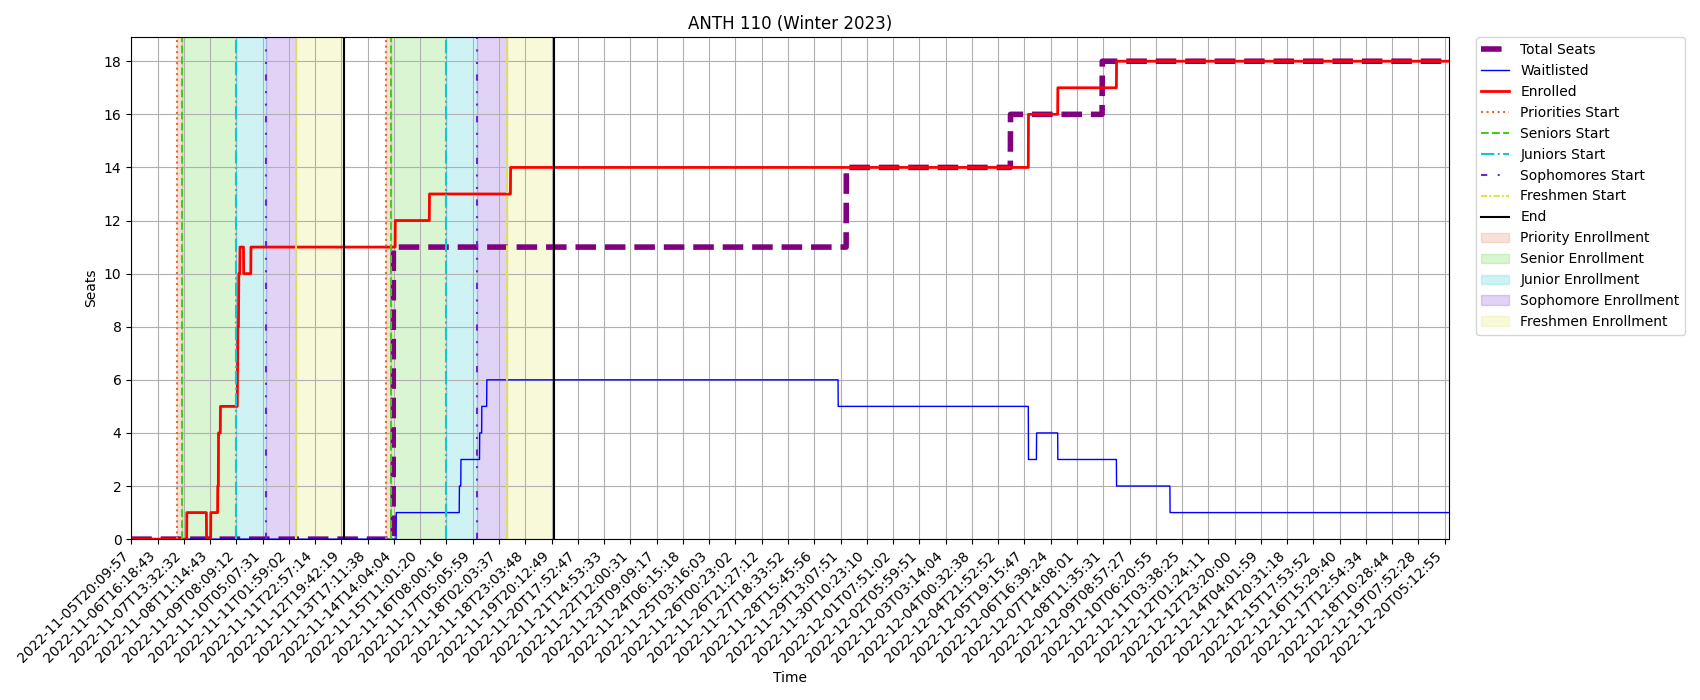 ANTH 110 (Winter 2023)
18
16
14
12
10
8
6
4
2
0
Seats
2022-11-05T20:09:57
2022-11-06T16:18:43
2022-11-07T13:32:32
2022-11-08T11:14:43
2022-11-09T08:09:12
2022-11-10T05:07:31
2022-11-11T01:59:02
2022-11-11T22:57:14
2022-11-12T19:42:19
2022-11-13T17:11:38
2022-11-14T14:04:04
2022-11-15T11:01:20
2022-11-16T08:00:16
2022-11-17T05:05:59
2022-11-18T02:03:37
2022-11-18T23:03:48
2022-11-19T20:12:49
2022-11-20T17:52:47
2022-11-21T14:53:33
2022-11-22T12:00:31
2022-11-23T09:09:17
2022-11-24T06:15:18
2022-11-25T03:16:03
2022-11-26T00:23:02
2022-11-26T21:27:12
2022-11-27T18:33:52
2022-11-28T15:45:56
2022-11-29T13:07:51
2022-11-30T10:23:10
2022-12-01T07:51:02
2022-12-02T05:59:51
2022-12-03T03:14:04
2022-12-04T00:32:38
2022-12-04T21:52:52
2022-12-05T19:15:47
2022-12-06T16:39:24
2022-12-07T14:08:01
2022-12-08T11:35:31
2022-12-09T08:57:27
2022-12-10T06:20:55
2022-12-11T03:38:25
2022-12-12T01:24:11
2022-12-12T23:20:00
2022-12-14T04:01:59
2022-12-14T20:31:18
2022-12-15T17:53:52
2022-12-16T15:29:40
2022-12-17T12:54:34
2022-12-18T10:28:44
2022-12-19T07:52:28
2022-12-20T05:12:55
Time
Total Seats
Waitlisted
Enrolled
Priorities Start
Seniors Start
Juniors Start
Sophomores Start
Freshmen Start
End
Priority Enrollment
Senior Enrollment
Junior Enrollment
Sophomore Enrollment
Freshmen Enrollment